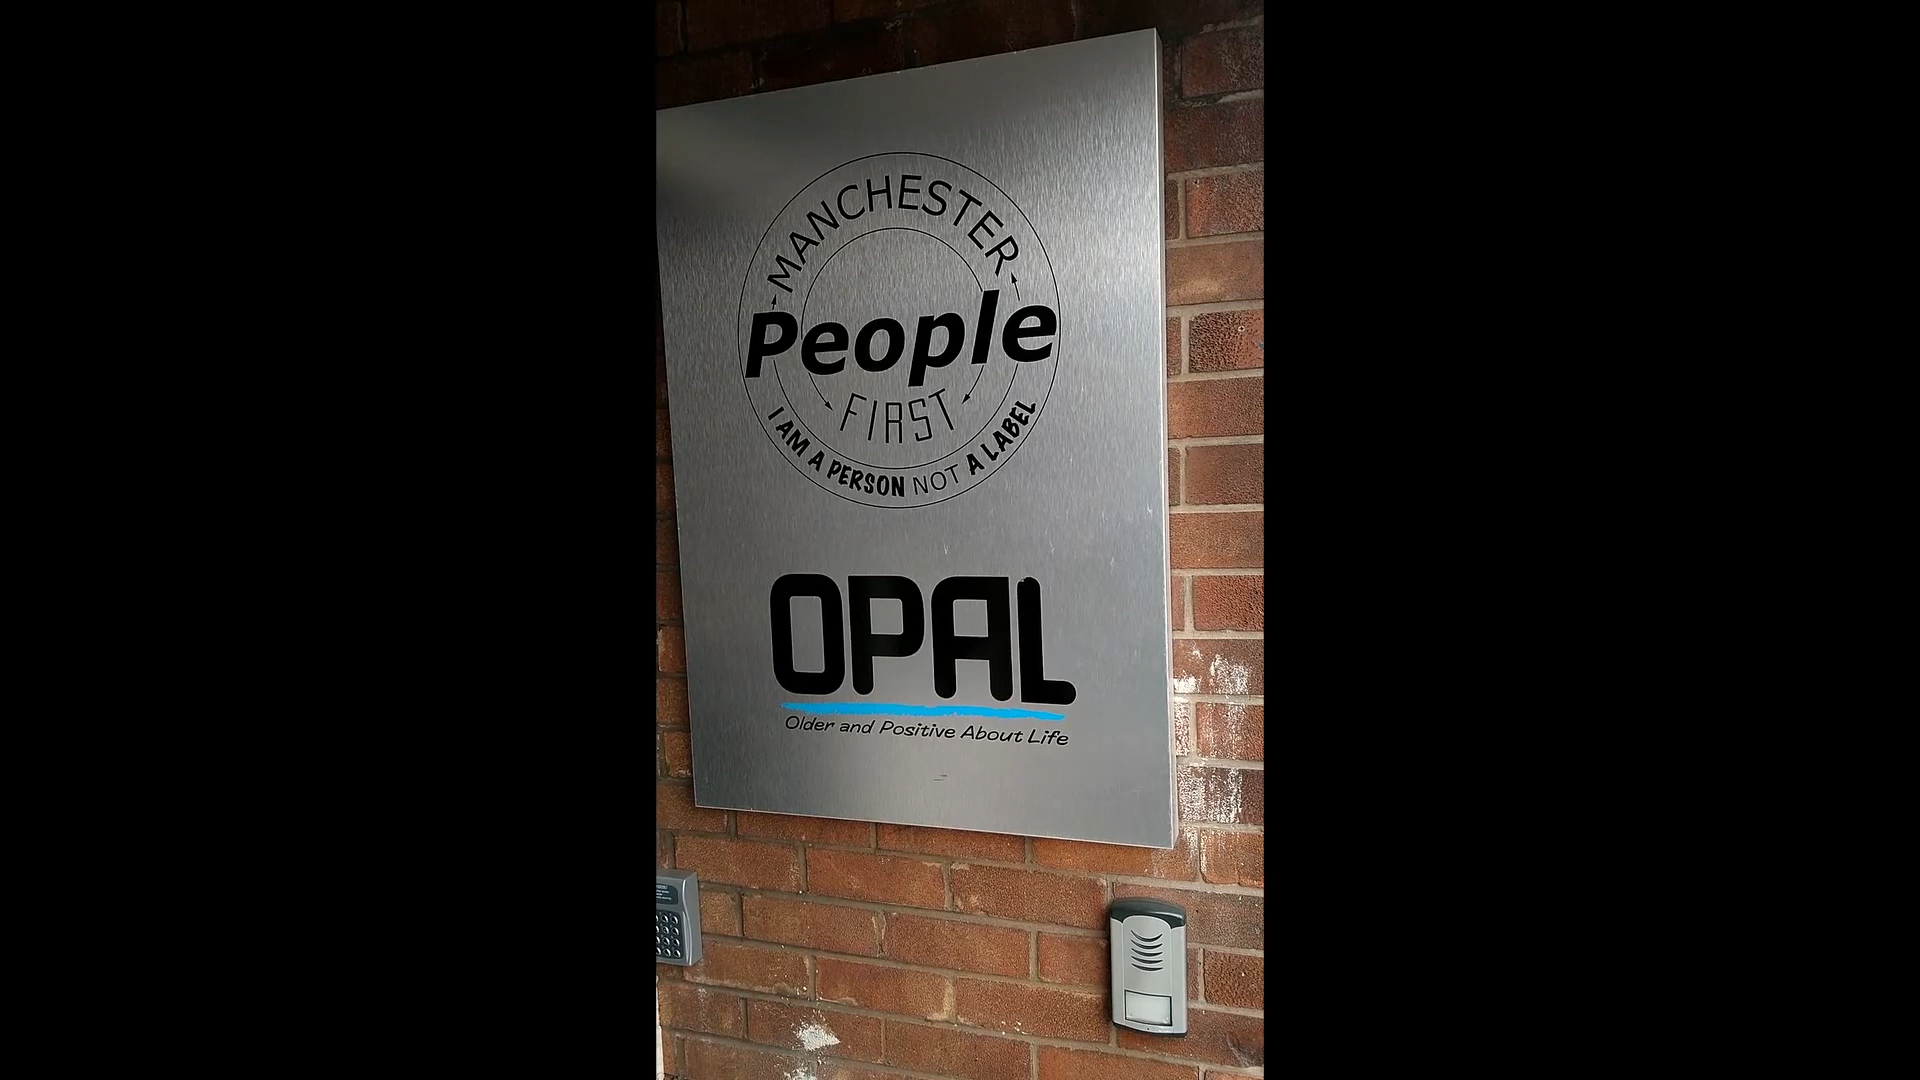 MANCHESTER
People
FIRST
I AM A PERSON NOT A LABEL
OPAL
Older and Positive About Life